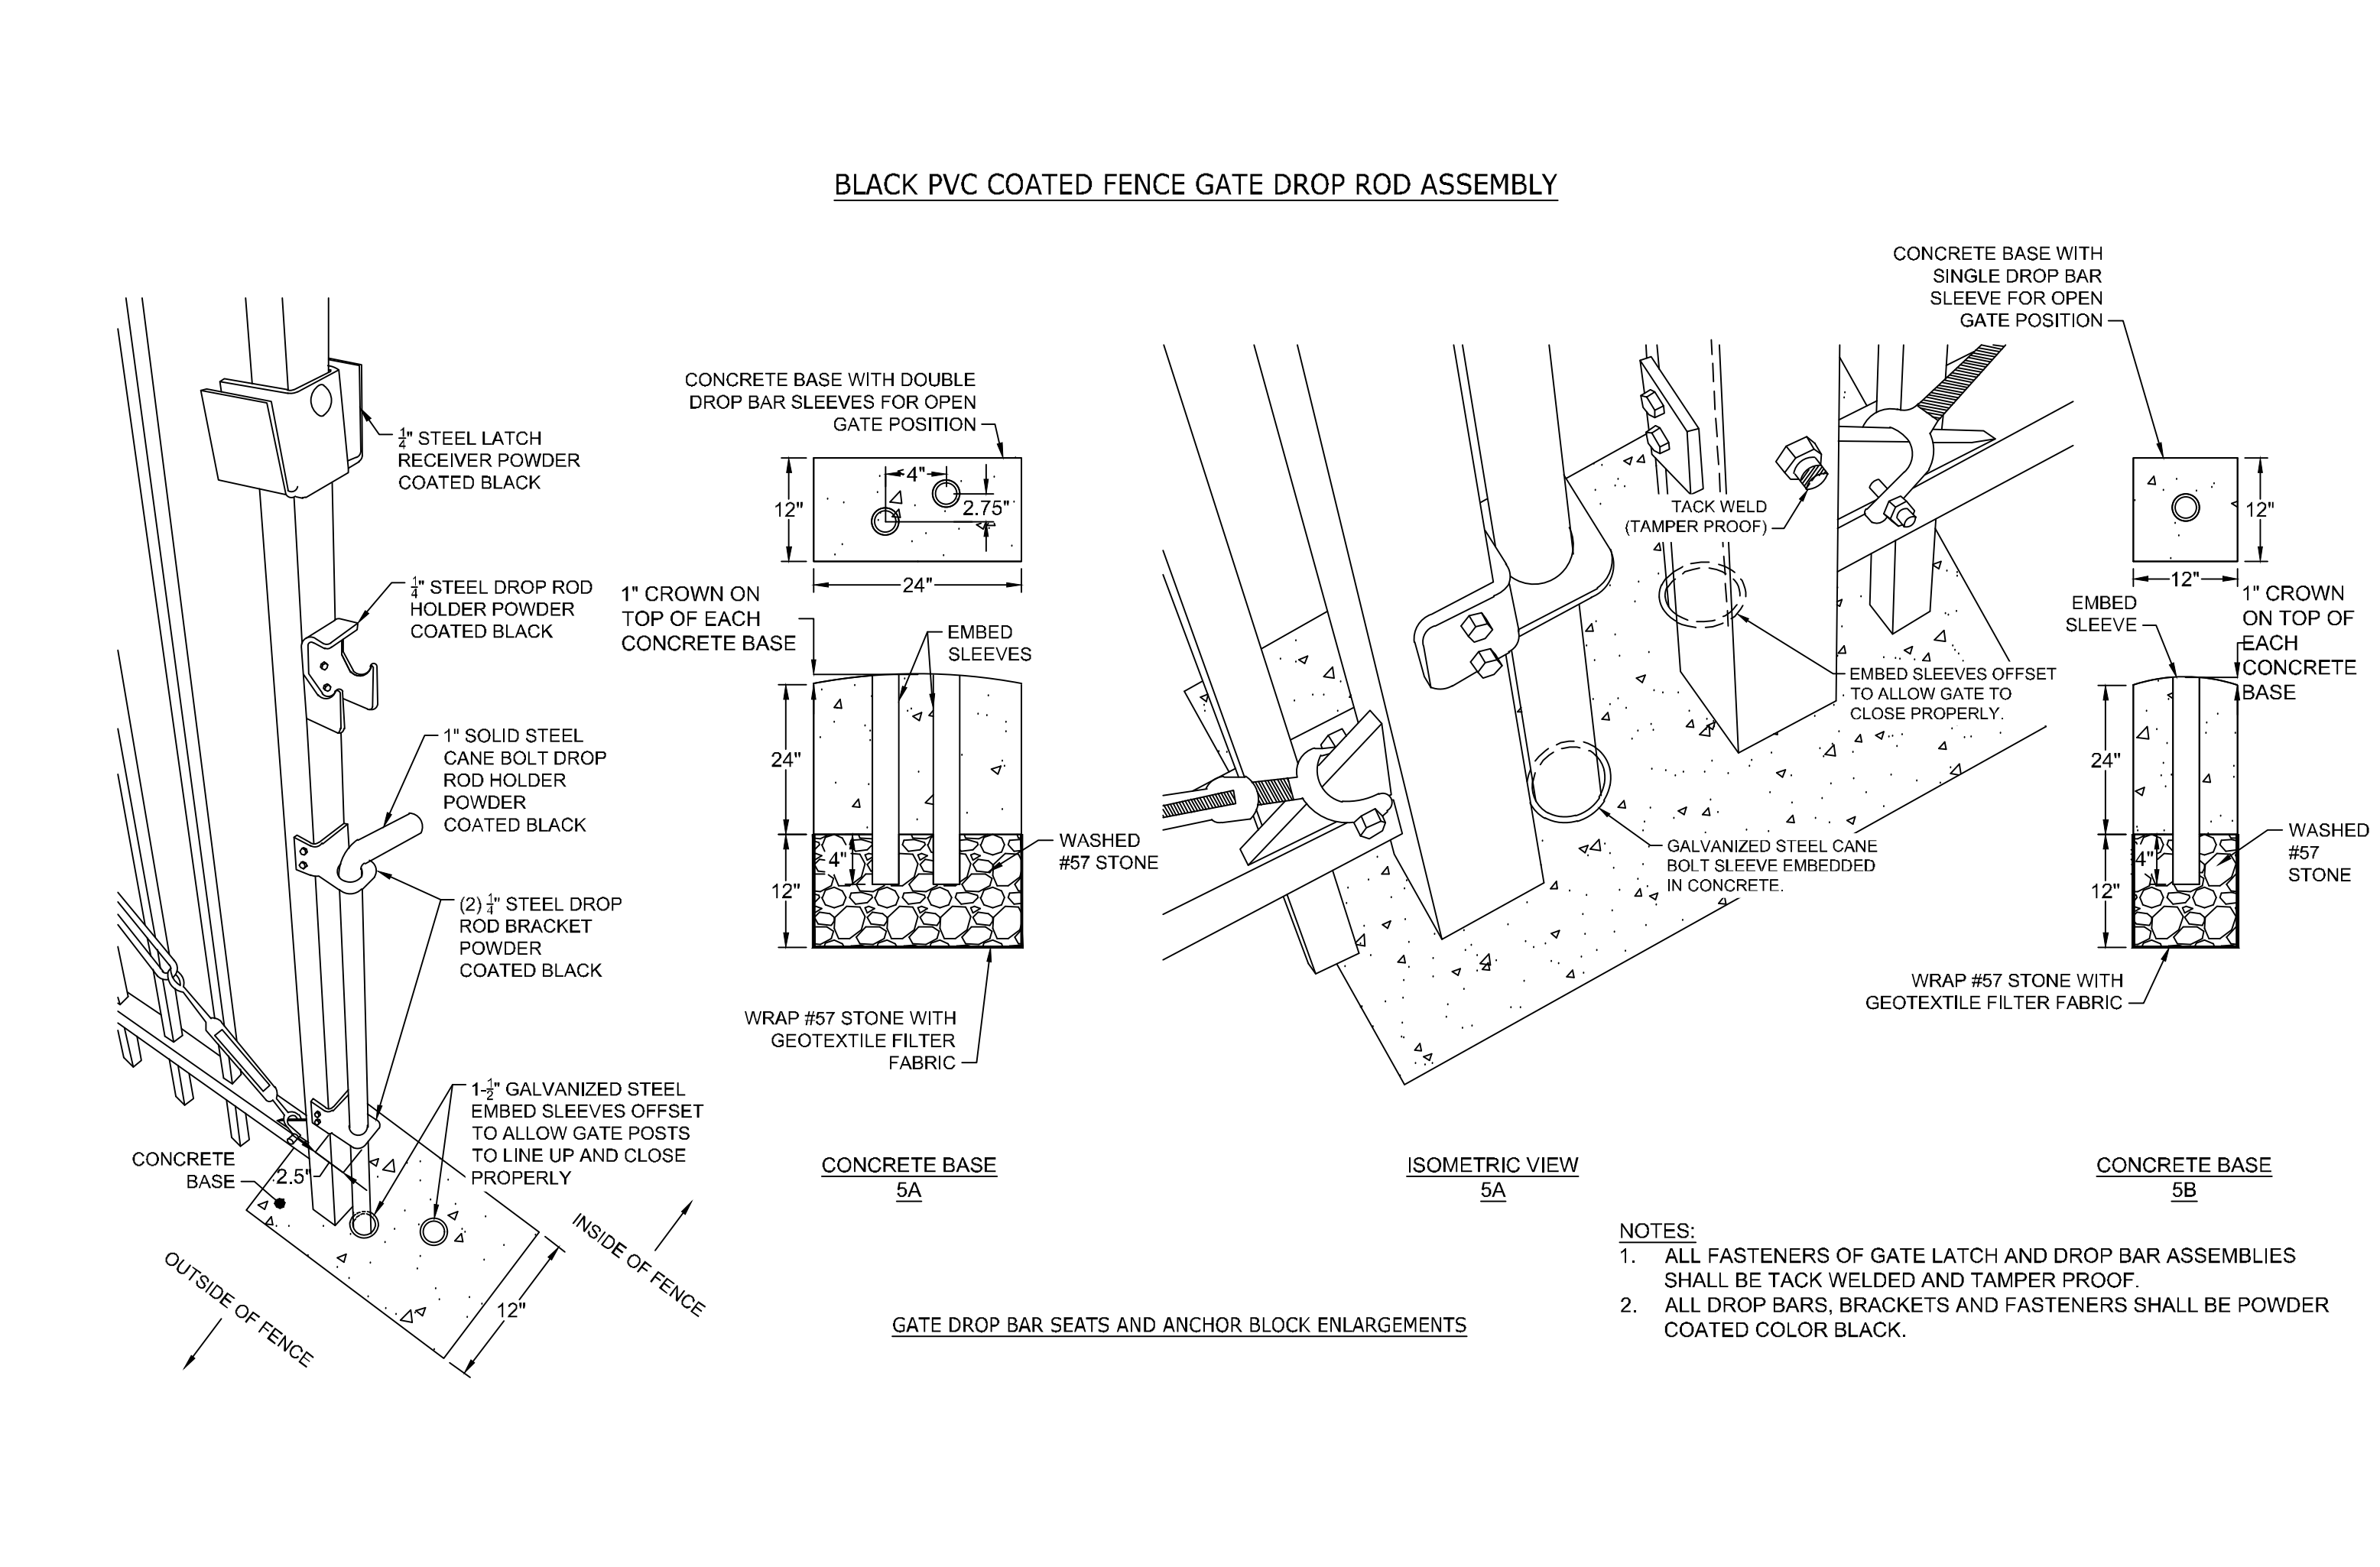 BLACK PVC COATED FENCE GATE DROP ROD ASSEMBLY
1/4" STEEL LATCH
RECEIVER POWDER
COATED BLACK
1/4" STEEL DROP ROD
HOLDER POWDER
COATED BLACK
1" SOLID STEEL
CANE BOLT DROP
ROD HOLDER
POWDER
COATED BLACK
(2) 1/4" STEEL DROP
ROD BRACKET
POWDER
COATED BLACK
1-1/2" GALVANIZED STEEL
EMBED SLEEVES OFFSET
TO ALLOW GATE POSTS
TO LINE UP AND CLOSE
PROPERLY
CONCRETE
BASE
2.5"
12"
INSIDE OF FENCE
OUTSIDE OF FENCE
CONCRETE BASE WITH DOUBLE
DROP BAR SLEEVES FOR OPEN
GATE POSITION
4"
2.75"
12"
24"
1" CROWN ON
TOP OF EACH
CONCRETE BASE
EMBED
SLEEVES
24"
4"
12"
WASHED
#57 STONE
WRAP #57 STONE WITH
GEOTEXTILE FILTER
FABRIC
CONCRETE BASE
5A
TACK WELD
(TAMPER PROOF)
EMBED SLEEVES OFFSET
TO ALLOW GATE TO
CLOSE PROPERLY.
GALVANIZED STEEL CANE
BOLT SLEEVE EMBEDDED
IN CONCRETE.
ISOMETRIC VIEW
5A
CONCRETE BASE WITH
SINGLE DROP BAR
SLEEVE FOR OPEN
GATE POSITION
12"
12"
EMBED
SLEEVE
1" CROWN
ON TOP OF
EACH
CONCRETE
BASE
24"
4"
12"
WASHED
#57
STONE
WRAP #57 STONE WITH
GEOTEXTILE FILTER FABRIC
CONCRETE BASE
5B
GATE DROP BAR SEATS AND ANCHOR BLOCK ENLARGEMENTS
NOTES:
1. ALL FASTENERS OF GATE LATCH AND DROP BAR ASSEMBLIES
SHALL BE TACK WELDED AND TAMPER PROOF.
2. ALL DROP BARS, BRACKETS AND FASTENERS SHALL BE POWDER
COATED COLOR BLACK.